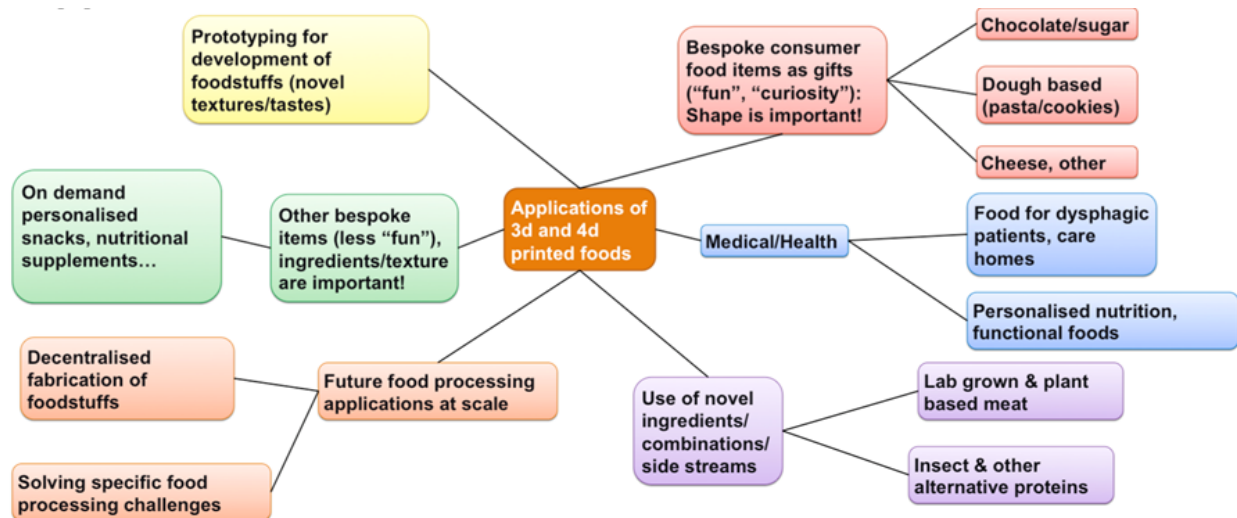 Prototyping for
development of
foodstuffs (novel
textures/tastes)
Bespoke consumer
food items as gifts
(“fun”, “curiosity”):
Shape is important!
Chocolate/sugar
Dough based
(pasta/cookies)
Cheese, other
On demand
personalised
snacks, nutritional
supplements…
Other bespoke
items (less “fun”),
ingredients/texture
are important!
Applications of
3d and 4d
printed foods
Medical/Health
Food for dysphagic
patients, care
homes
Personalised nutrition,
functional foods
Decentralised
fabrication of
foodstuffs
Future food processing
applications at scale
Solving specific food
processing challenges
Use of novel
ingredients/
combinations/
side streams
Lab grown & plant
based meat
Insect & other
alternative proteins